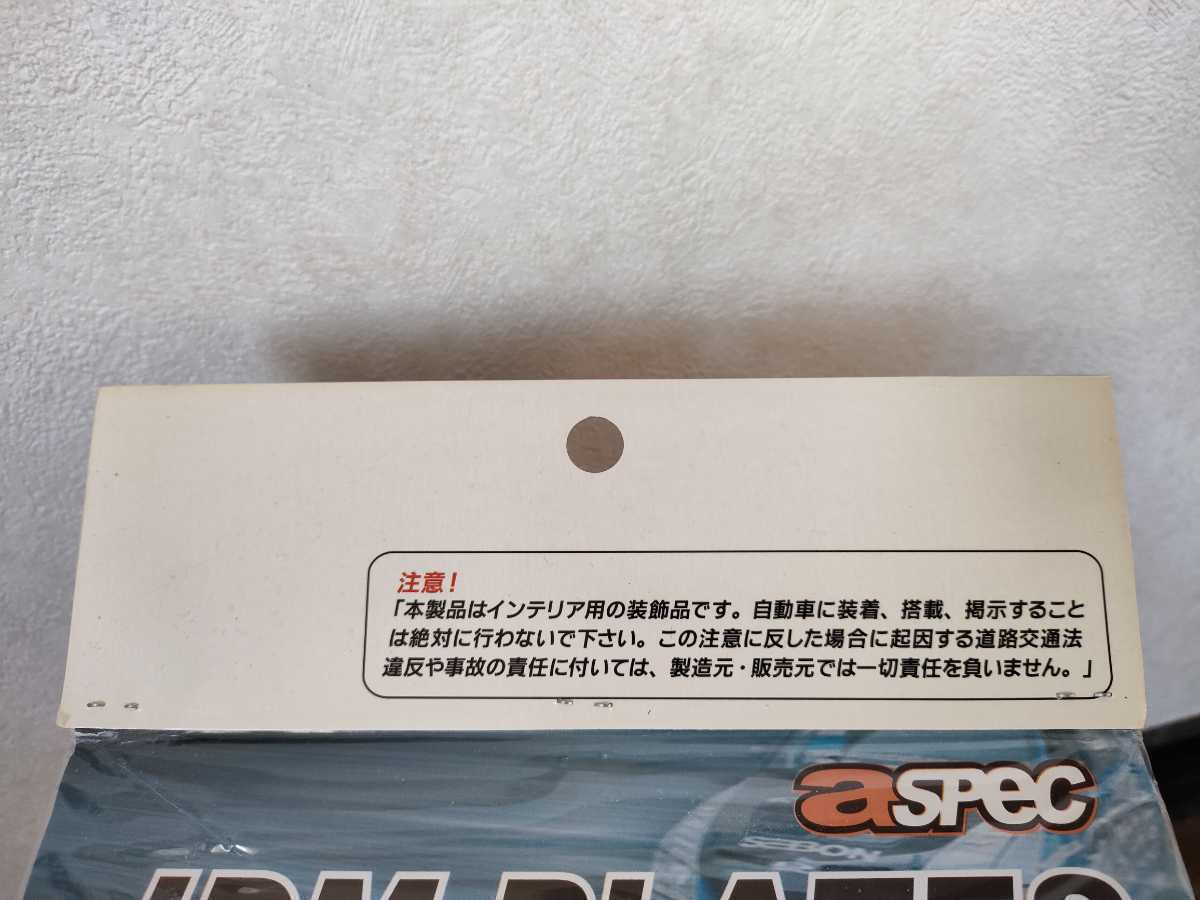 注意！
「本製品はインテリア用の装飾品です。自動車に装着、搭載、掲示すること
は絶対に行わないで下さい。この注意に反した場合に起因する道路交通法
違反や事故の責任に付いては、製造元・販売元では一切責任を負いません。」
aspec
SEIBON